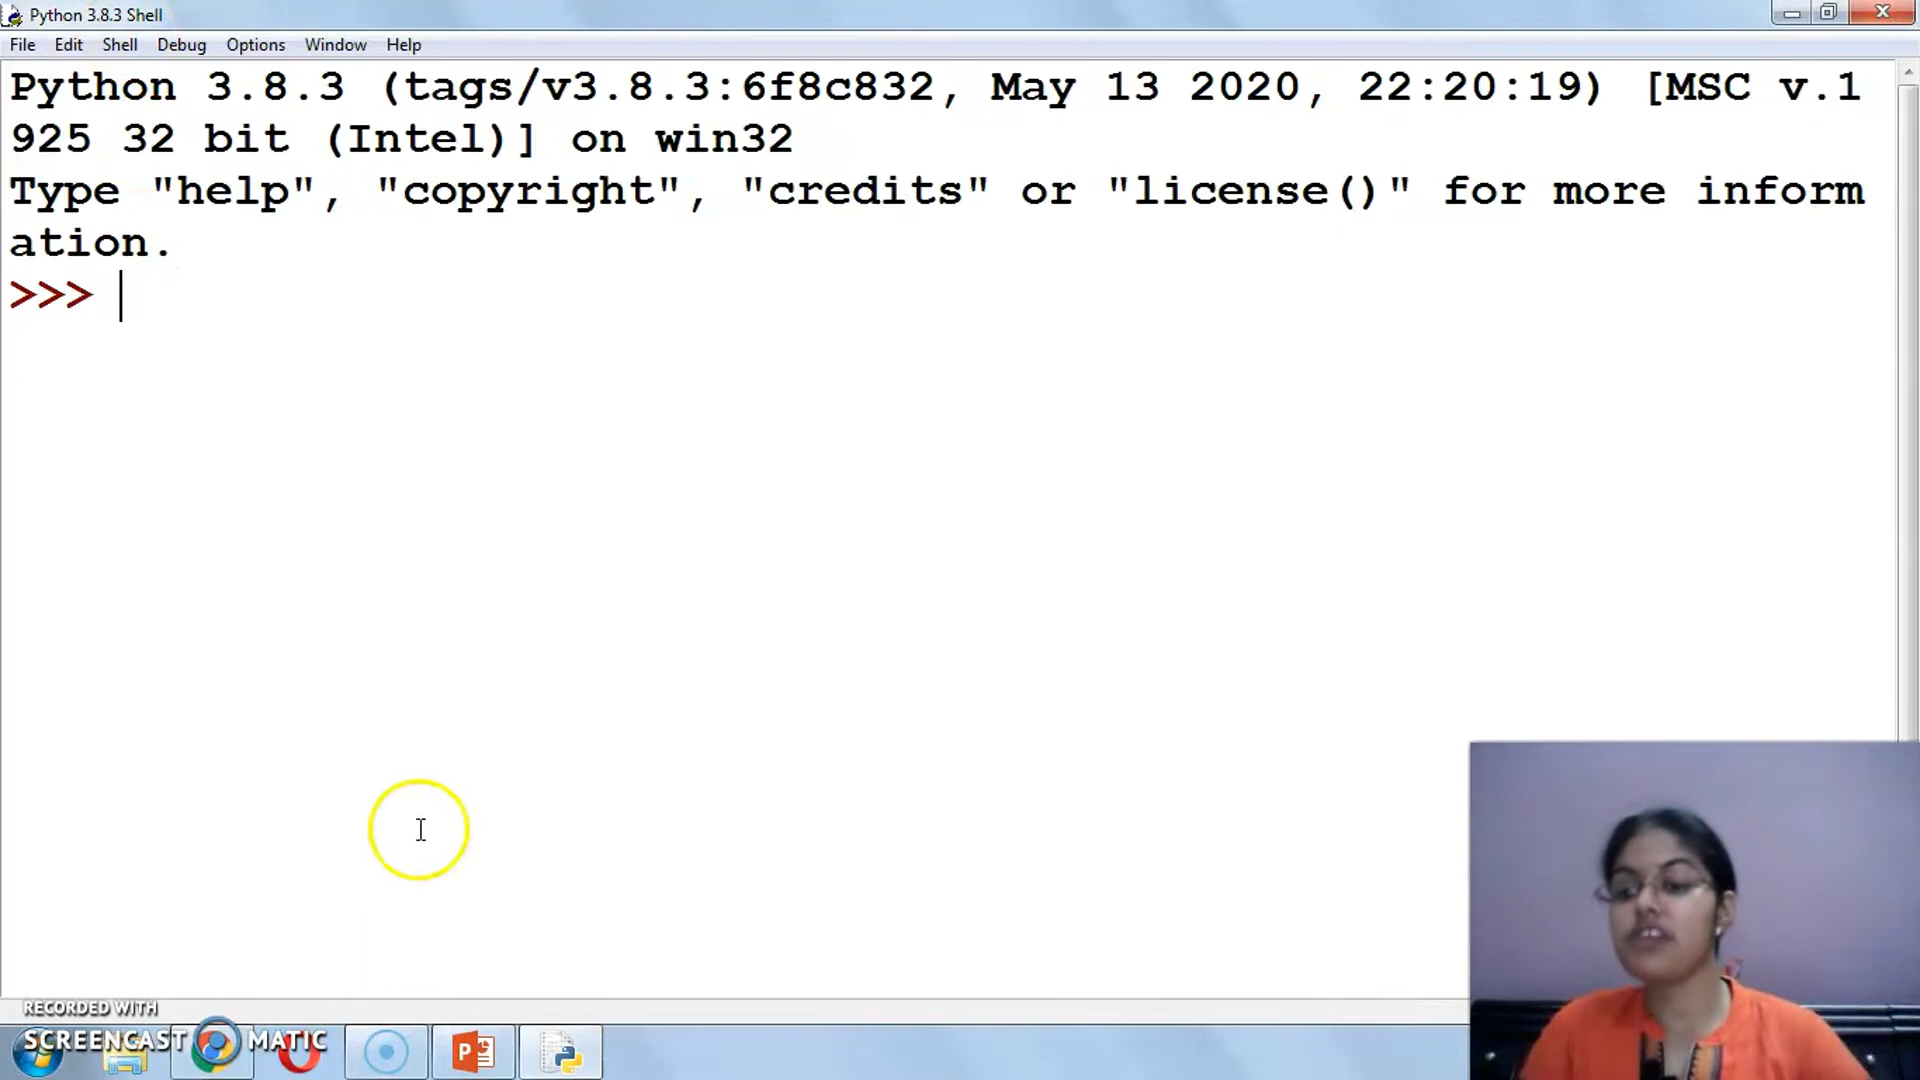 Python 3.8.3 Shell
File Edit Shell Debug Options Window Help
Python 3.8.3 (tags/v3.8.3:6f8c832, May 13 2020, 22:20:19) [MSC v.1
925 32 bit (Intel)] on win32
Type "help", "copyright", "credits" or "license()" for more inform
ation.
>>>
RECORDED WITH
SCREENCAST MATIC